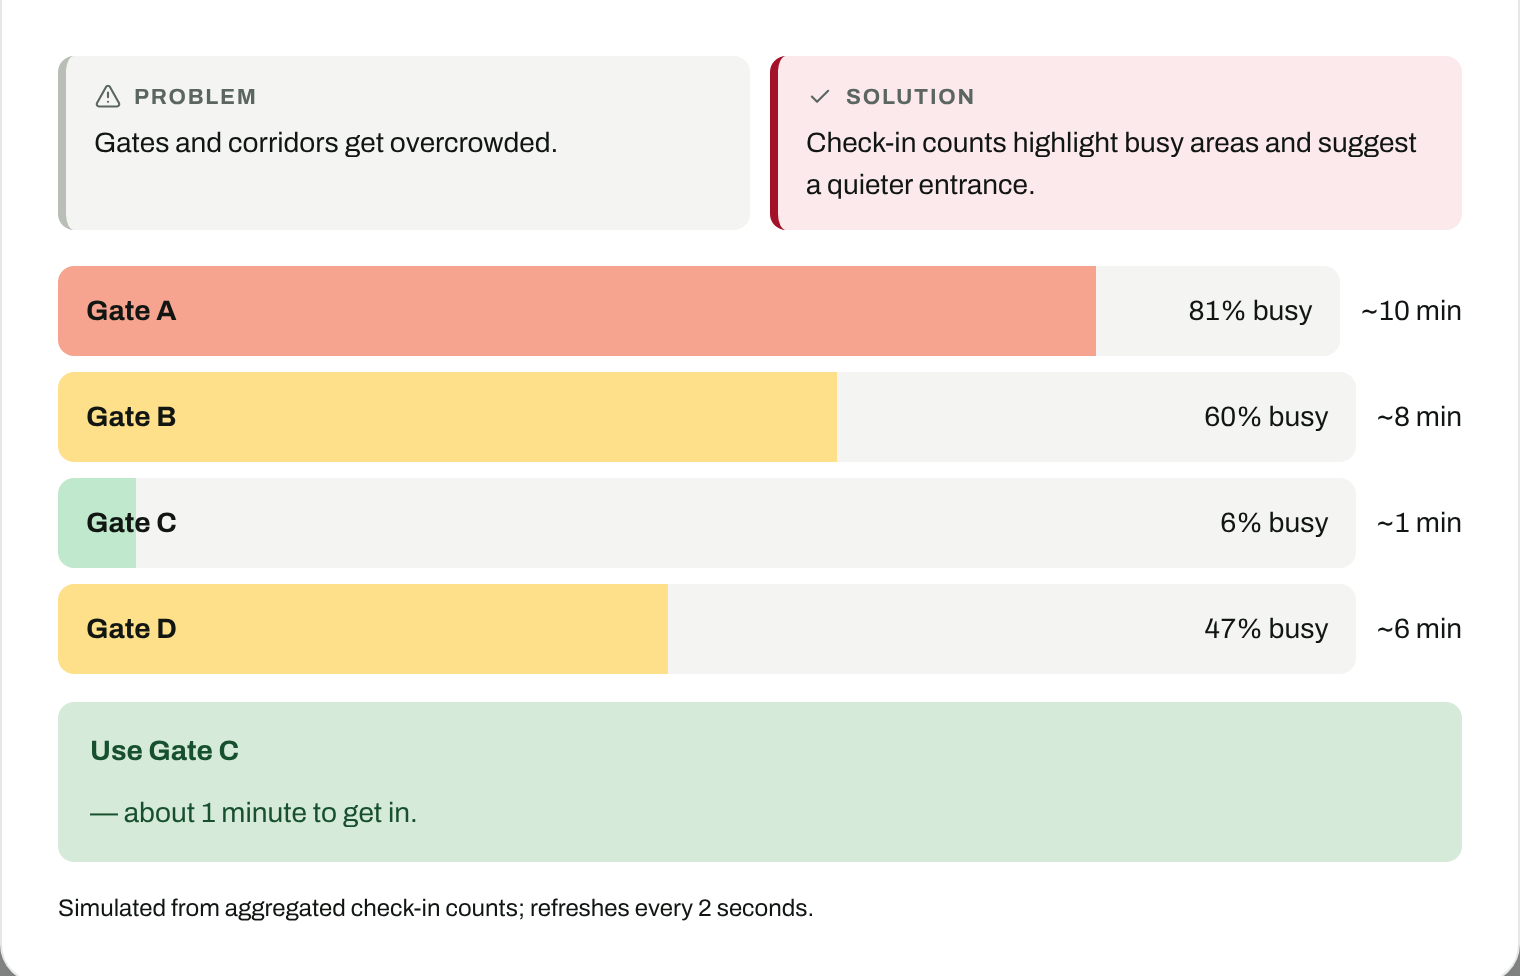 PROBLEM
Gates and corridors get overcrowded.
SOLUTION
Check-in counts highlight busy areas and suggest
a quieter entrance.
Gate A 81% busy ~10 min
Gate B 60% busy ~8 min
Gate C 6% busy ~1 min
Gate D 47% busy ~6 min
Use Gate C
— about 1 minute to get in.
Simulated from aggregated check-in counts; refreshes every 2 seconds.